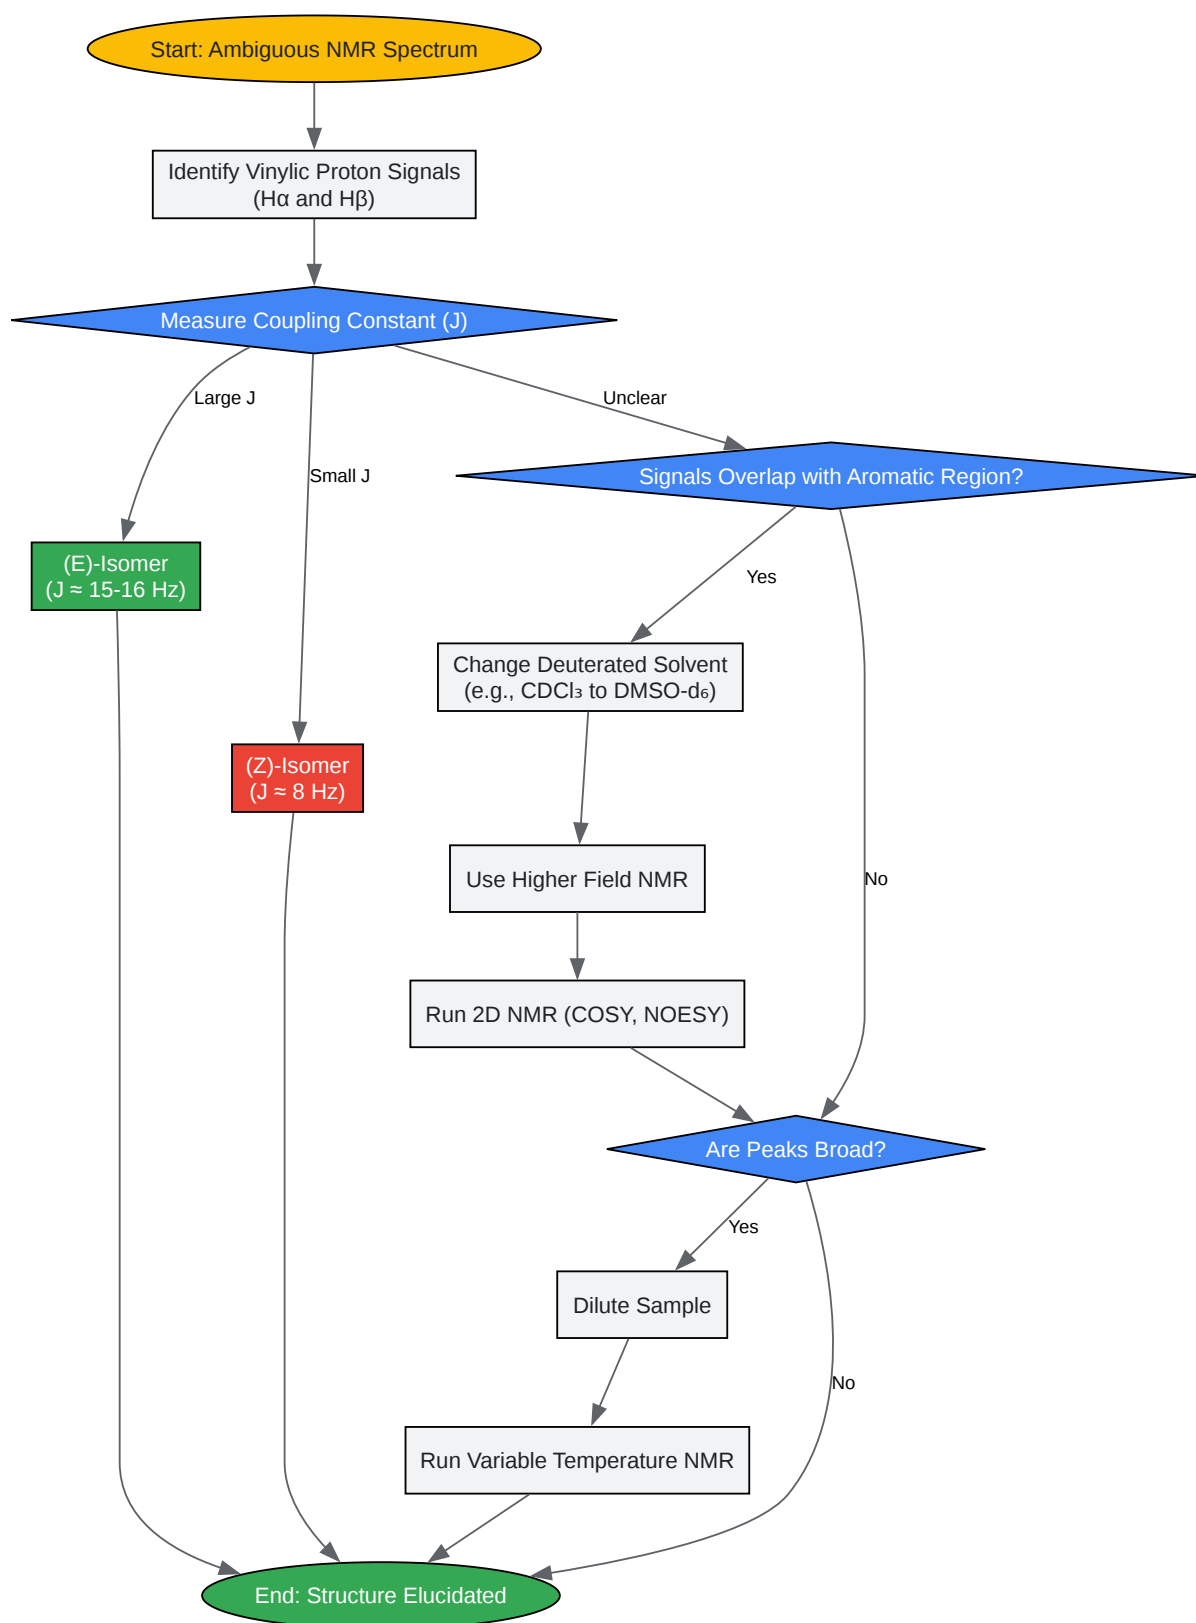 Start: Ambiguous NMR Spectrum
Identify Vinylic Proton Signals
(Hα and Hβ)
Measure Coupling Constant (J)
Large J
Unclear
Small J
Signals Overlap with Aromatic Region?
(E)-Isomer
(J ≈ 15-16 Hz)
Yes
Change Deuterated Solvent
(e.g., CDCl₃ to DMSO-d₆)
(Z)-Isomer
(J ≈ 8 Hz)
Use Higher Field NMR
No
Run 2D NMR (COSY, NOESY)
Are Peaks Broad?
Yes
Dilute Sample
No
Run Variable Temperature NMR
End: Structure Elucidated